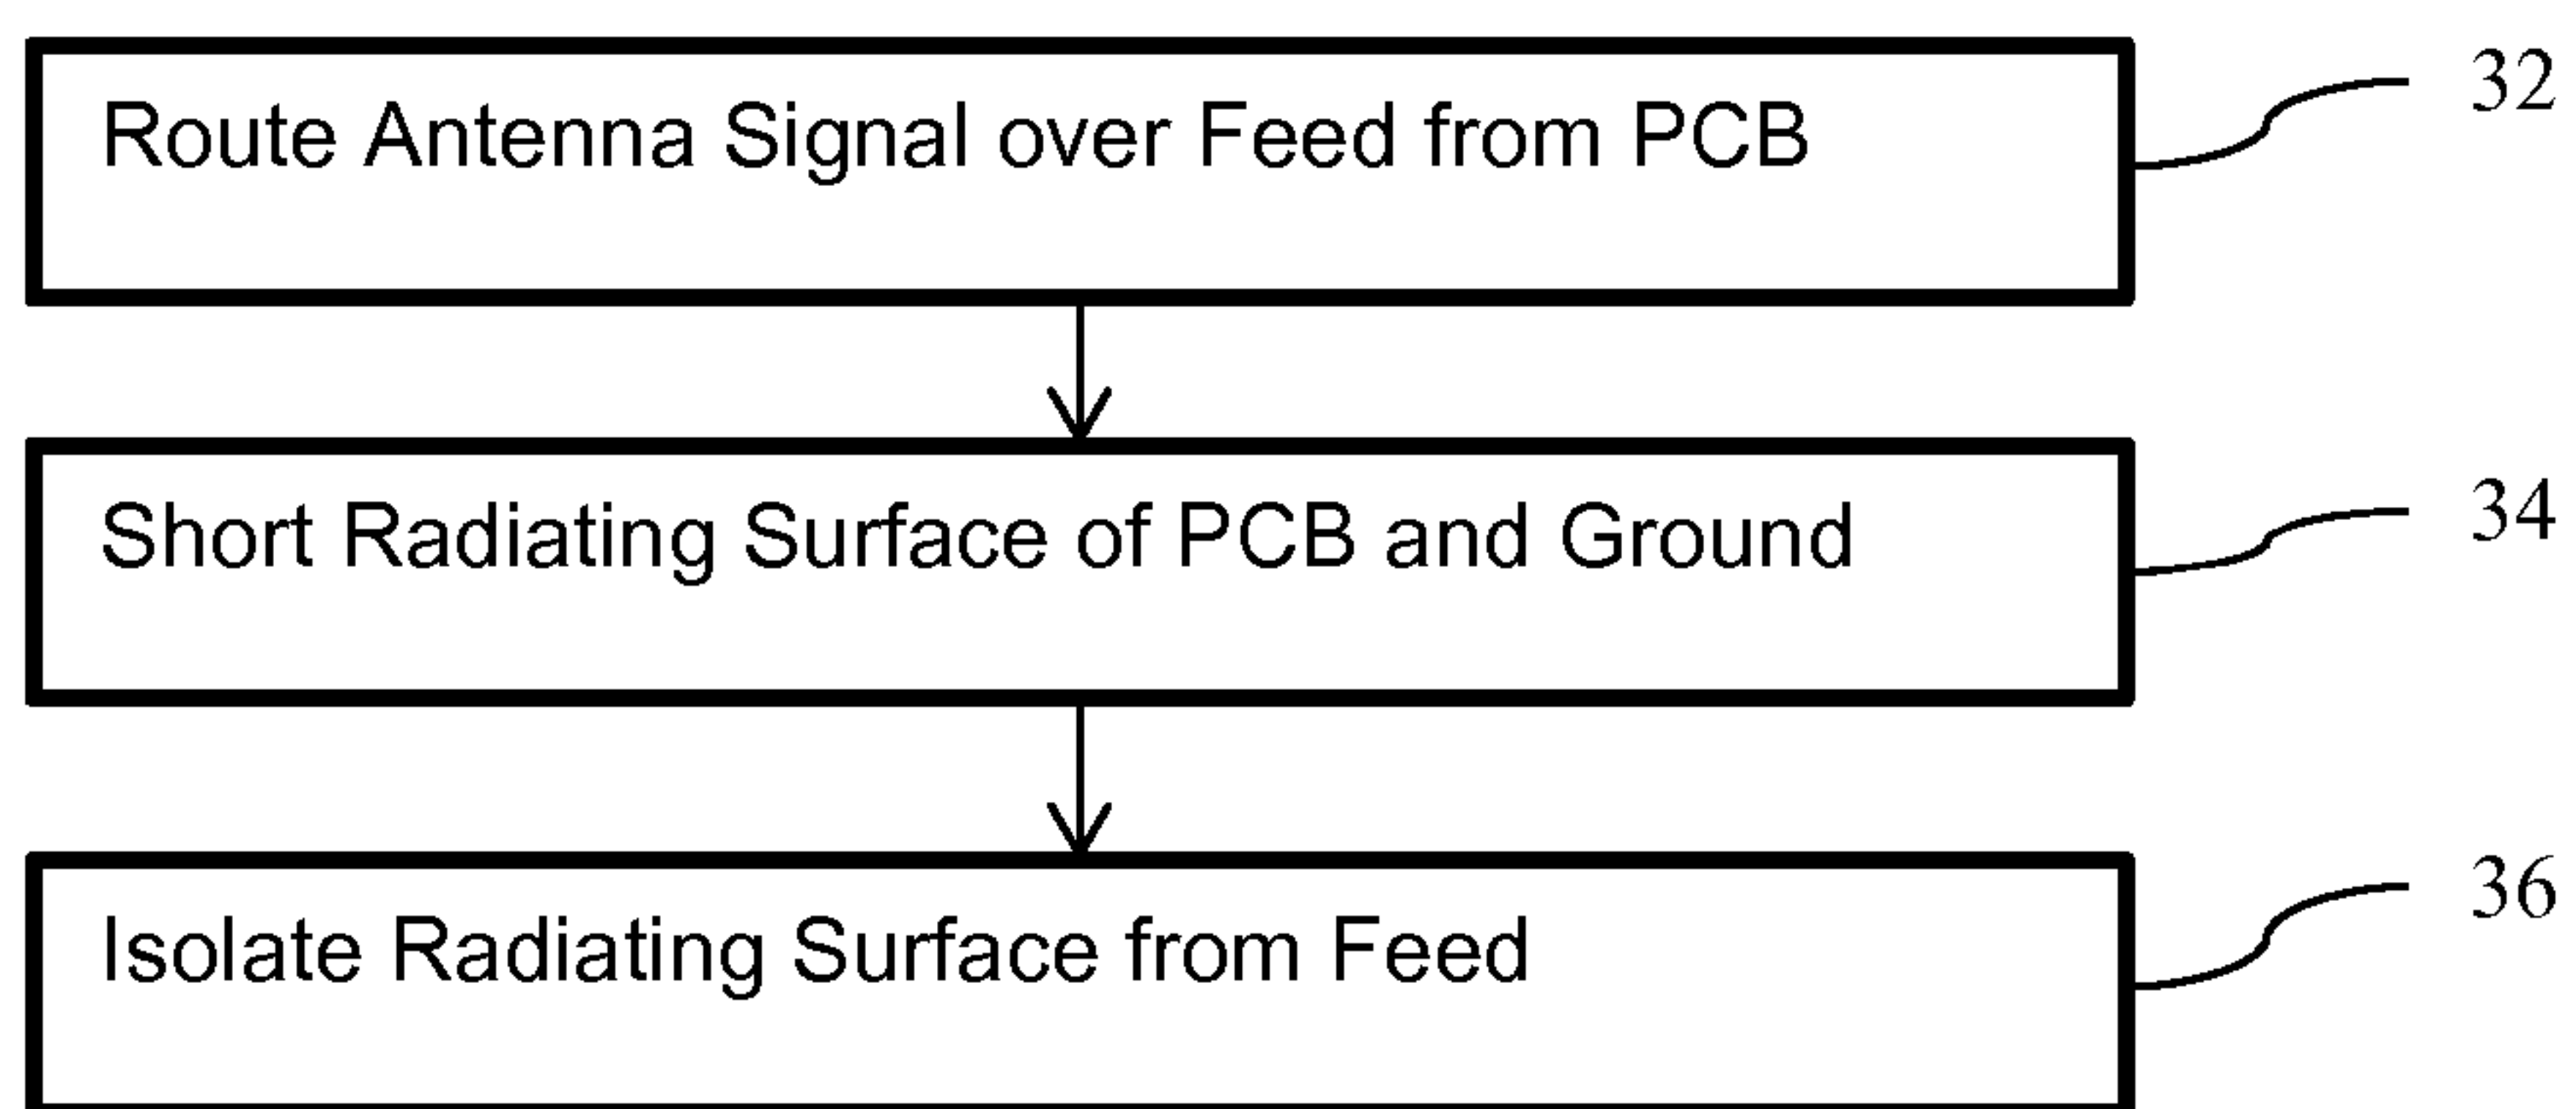 Route Antenna Signal over Feed from PCB
32
Short Radiating Surface of PCB and Ground
34
Isolate Radiating Surface from Feed
36